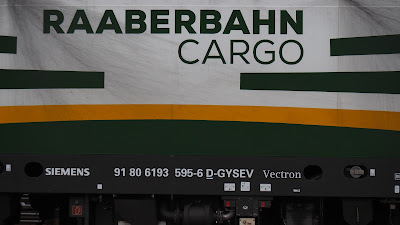 RAABERBAHN
CARGO
SIEMENS 91 80 6193 595-6 D-GYSEV Vectron